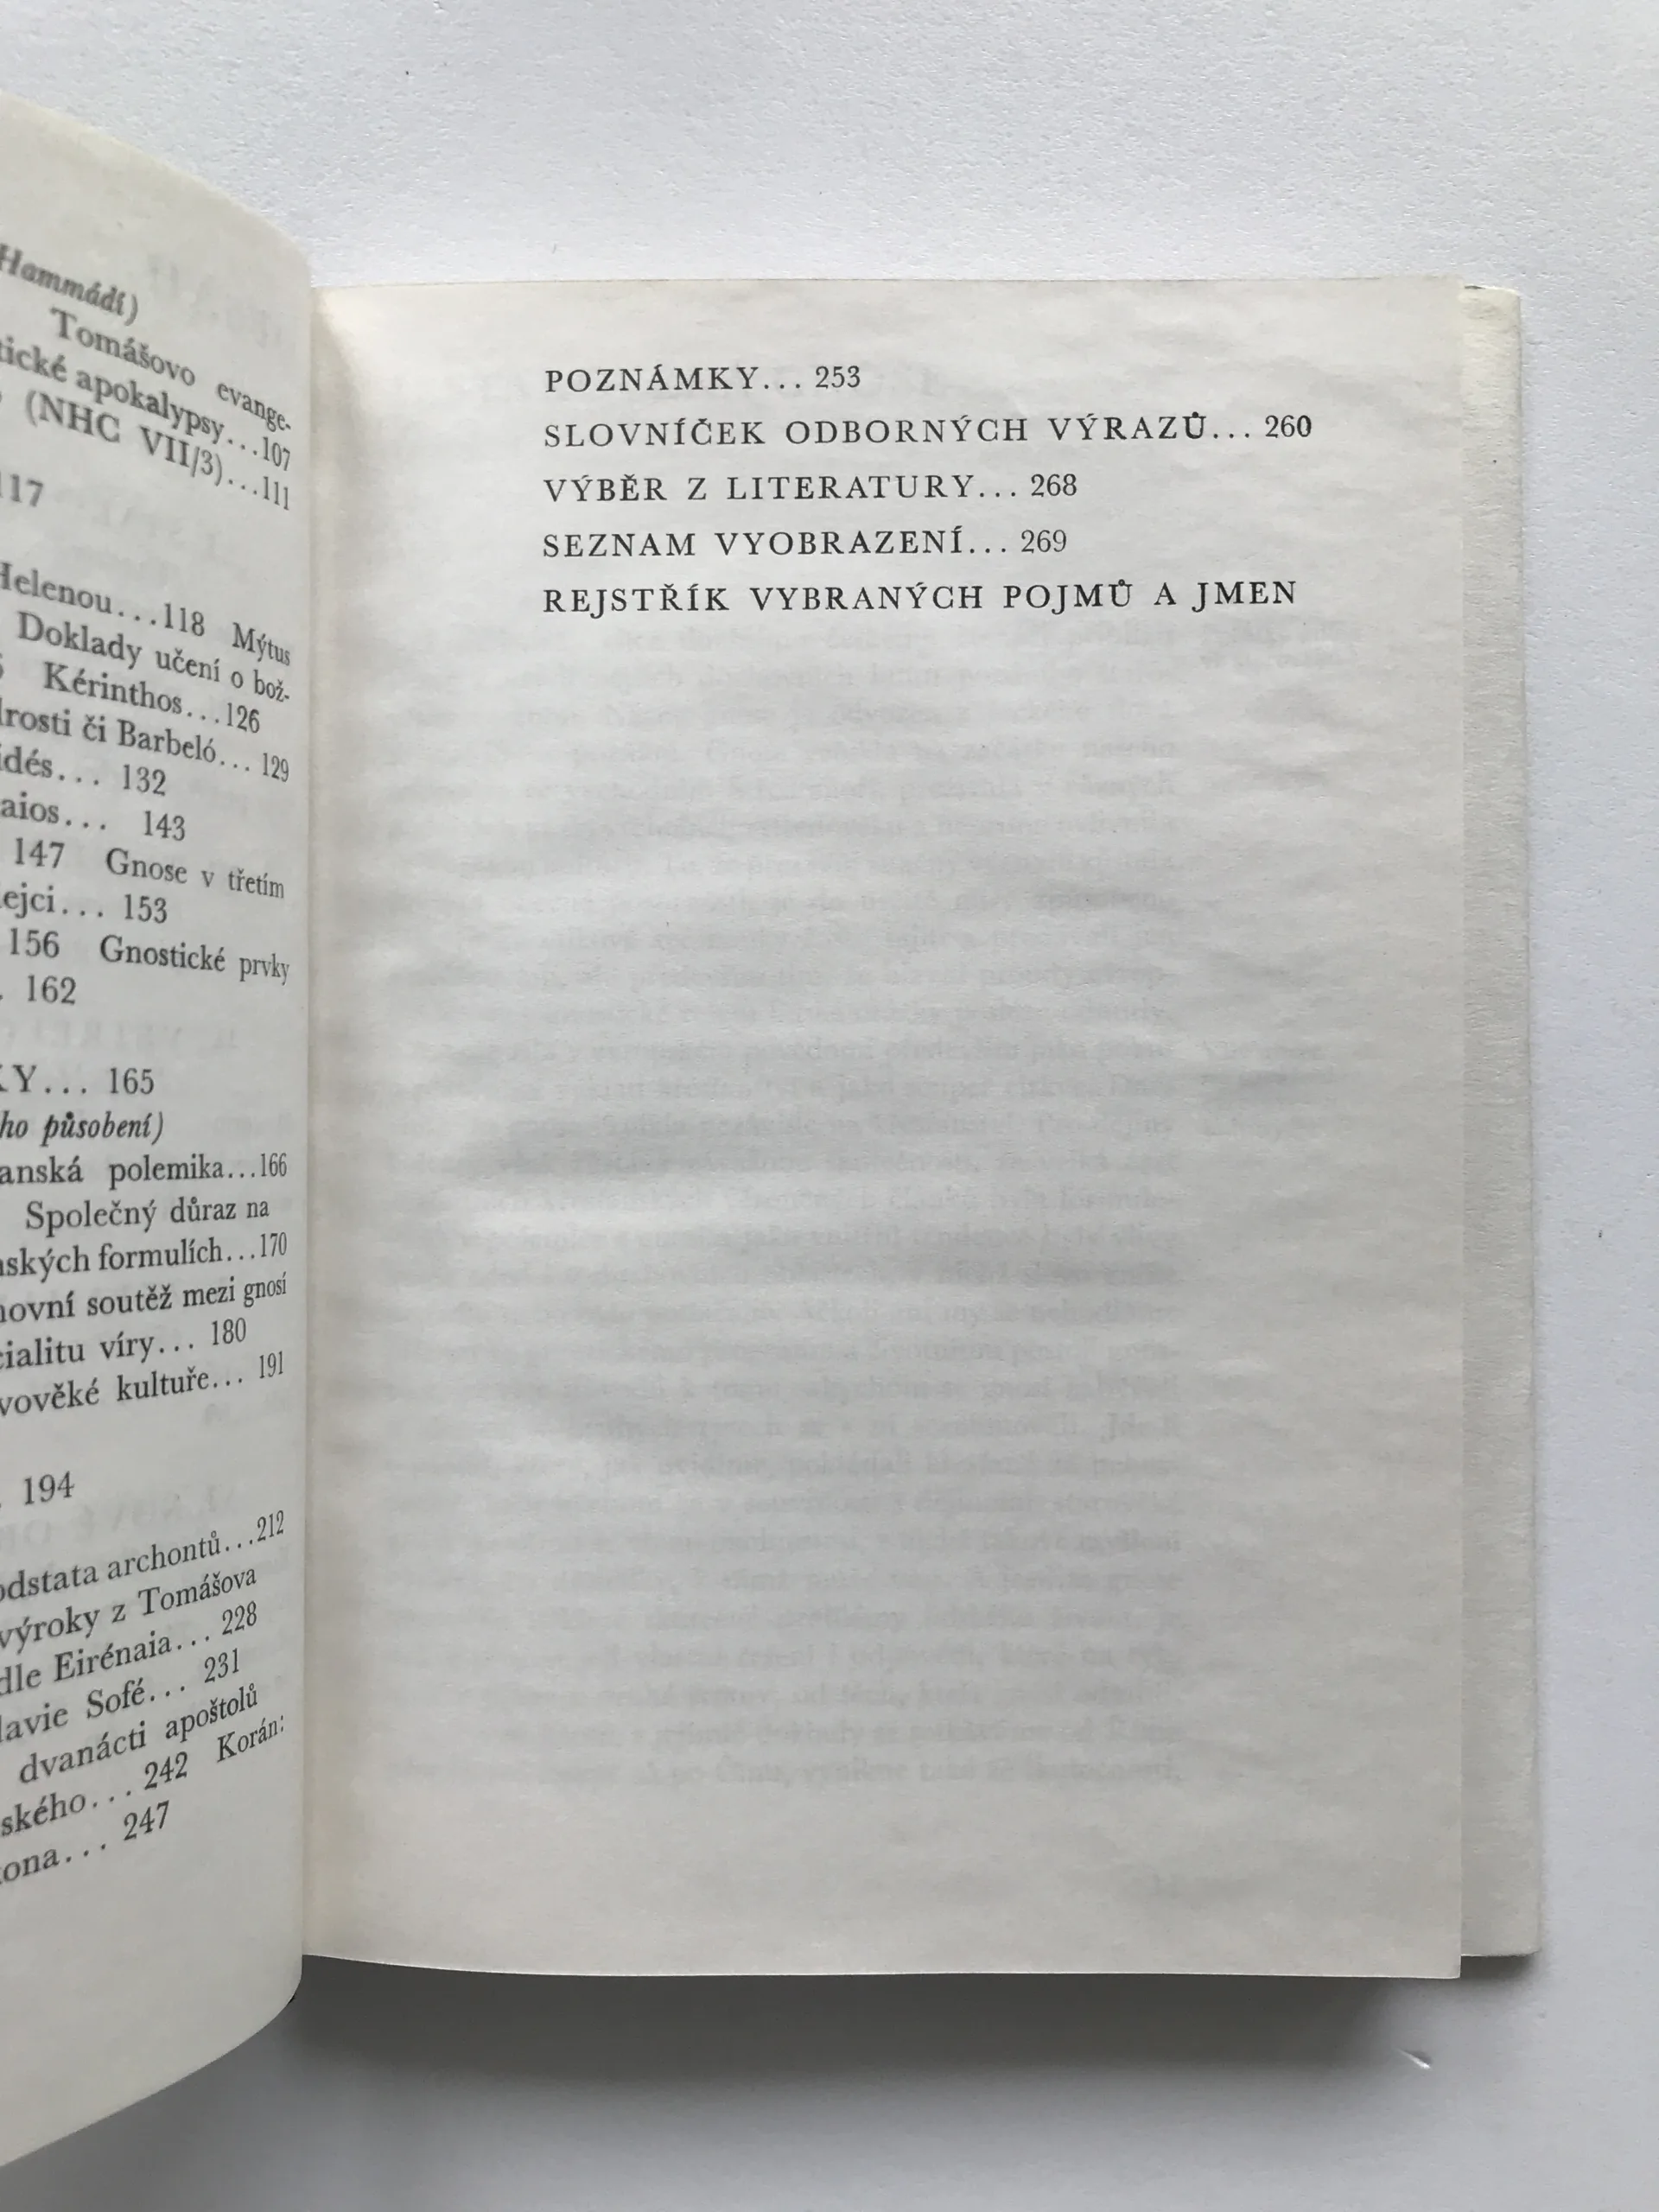 Hammádí)
Tomášovo evange-
tické apokalypsy...107
(NHC VII/3)...111
117
Helenou...118 Mýtus
Doklady učení o bož-
Kérinthos...126
drosti či Barbeló...129
idés... 132
aios... 143
147 Gnose v třetím
ejci... 153
156 Gnostické prvky
162
KY... 165
ho působení)
anská polemika...166
Společný důraz na
nských formulích...170
hovní soutěž mezi gnosí
cialitu víry... 180
vověké kultuře... 191
194
odstata archontů...212
výroky z Tomášova
dle Eirénaia... 228
lavie Sofé... 231
dvanácti apoštolů
ského... 242 Korán:
kona... 247
POZNÁMKY... 253
SLOVNÍČEK ODBORNÝCH VÝRAZŮ... 260
VÝBĚR Z LITERATURY... 268
SEZNAM VYOBRAZENÍ... 269
REJSTŘÍK VYBRANÝCH POJMŮ A JMEN